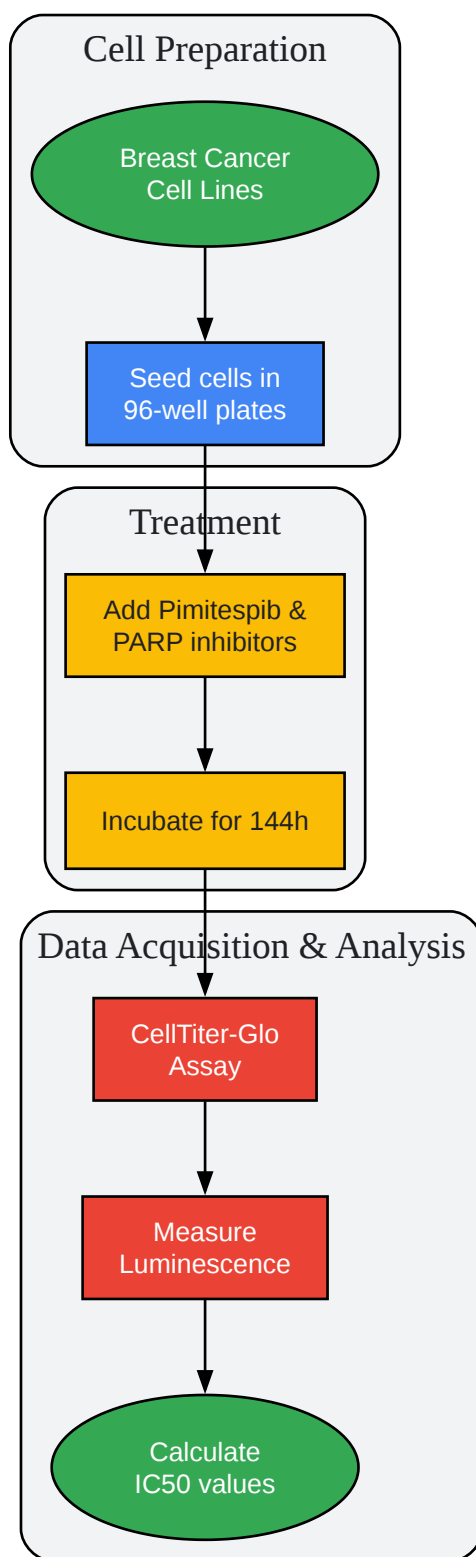 Cell Preparation
Breast Cancer
Cell Lines
Seed cells in
96-well plates
Treatment
Add Pimitespib &
PARP inhibitors
Incubate for 144h
Data Acquisition & Analysis
CellTiter-Glo
Assay
Measure
Luminescence
Calculate
IC50 values